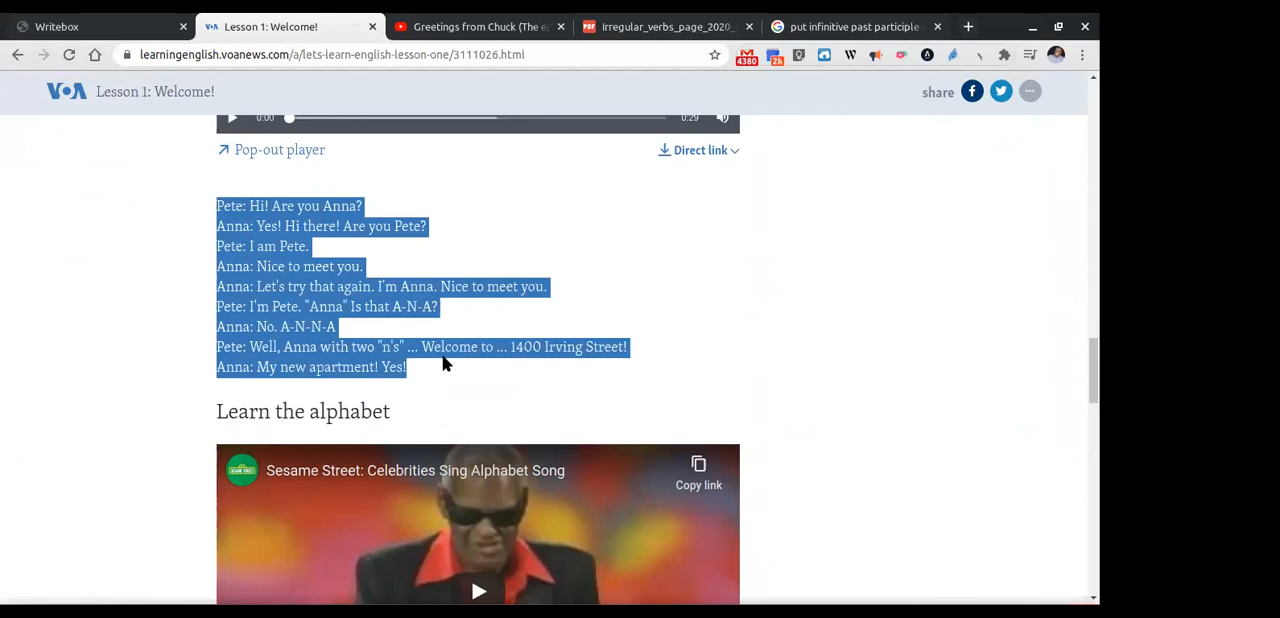 Writebox
Lesson 1: Welcome!
Greetings from Chuck (The e
Irregular_verbs_page_2020_
put infinitive past participle
learningenglish.voanews.com/a/lets-learn-english-lesson-one/3111026.html
4380
2h
W
VOA Lesson 1: Welcome!
share
0:00
0:29
Pop-out player
Direct link
Pete: Hi! Are you Anna?
Anna: Yes! Hi there! Are you Pete?
Pete: I am Pete.
Anna: Nice to meet you.
Anna: Let's try that again. I'm Anna. Nice to meet you.
Pete: I'm Pete. "Anna" Is that A-N-A?
Anna: No. A-N-N-A
Pete: Well, Anna with two "n's" ... Welcome to ... 1400 Irving Street!
Anna: My new apartment! Yes!
Learn the alphabet
Sesame Street: Celebrities Sing Alphabet Song
Copy link